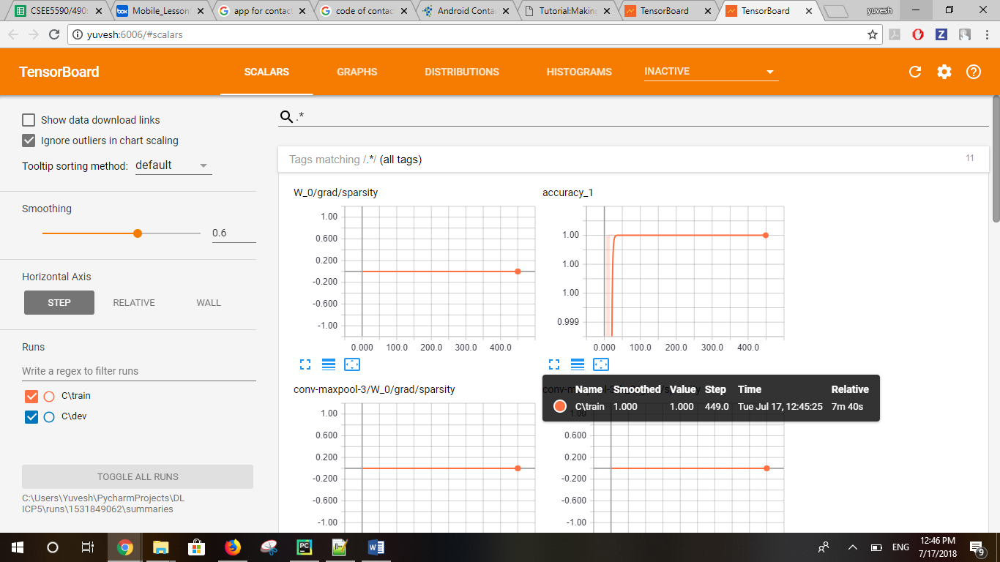 CSEE5590/490
Mobile_Lesson
app for contac
code of contac
Android Conta
Tutorial:Making
TensorBoard
TensorBoard
yuvesh
yuvesh:6006/#scalars
TensorBoard
SCALARS
GRAPHS
DISTRIBUTIONS
HISTOGRAMS
INACTIVE
Show data download links
Ignore outliers in chart scaling
Tooltip sorting method: default
Smoothing
0.6
Horizontal Axis
STEP RELATIVE WALL
Runs
Write a regex to filter runs
C\train
C\dev
TOGGLE ALL RUNS
C:\Users\Yuvesh\PycharmProjects\DL
ICP5\runs\1531849062\summaries
.*
Tags matching /.*/ (all tags)
11
W_0/grad/sparsity
1.00
0.600
0.200
-0.200
-0.600
-1.00
0.000 100.0 200.0 300.0 400.0
accuracy_1
1.00
1.00
1.00
0.999
0.000 100.0 200.0 300.0 400.0
conv-maxpool-3/W_0/grad/sparsity
1.00
0.600
0.200
-0.200
-0.600
-1.00
Name Smoothed Value Step Time Relative
C\train 1.000 1.000 449.0 Tue Jul 17, 12:45:25 7m 40s
0.600
0.200
-0.200
-0.600
-1.00
ENG
12:46 PM
7/17/2018
9